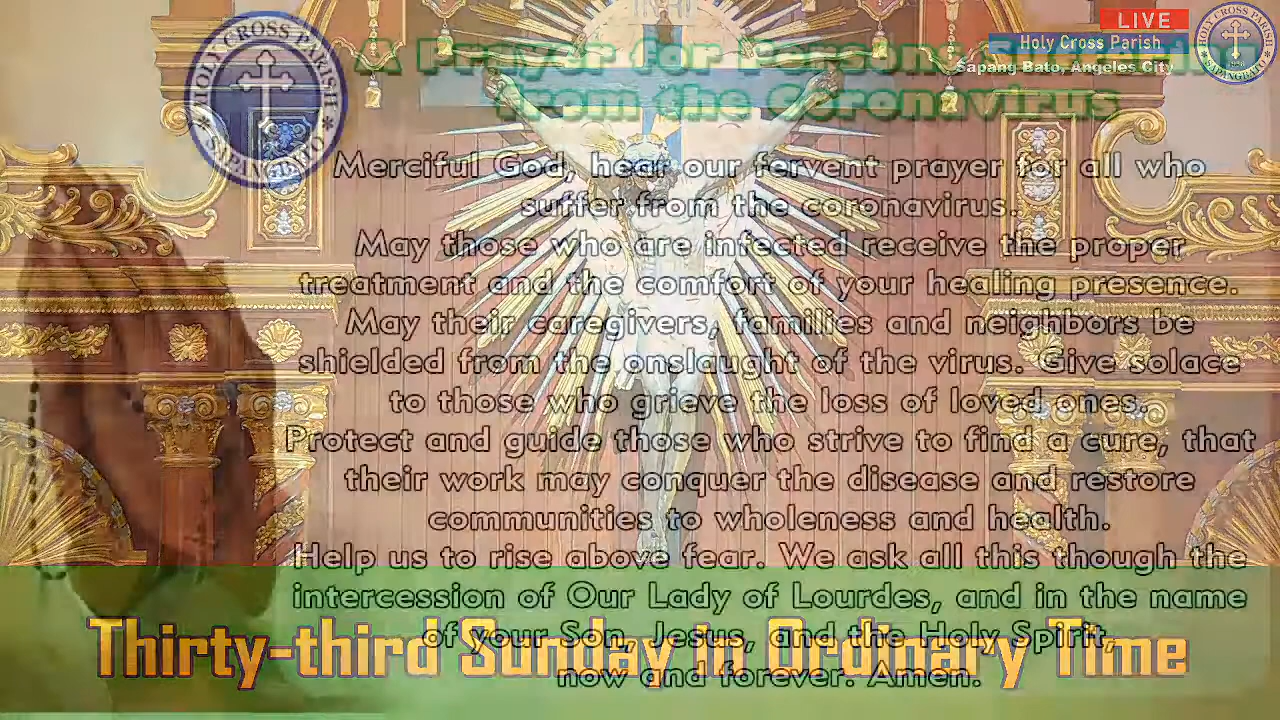 LIVE
Holy Cross Parish
Sapang Bato, Angeles City
HOLY CROSS PARISH
SAPANGBATO
HOLY CROSS PARISH
SAPANGBATO
A Prayer for Persons
from the Coronavirus
Merciful God, hear our fervent prayer for all who
suffer from the coronavirus.
May those who are infected receive the proper
treatment and the comfort of your healing presence.
May their caregivers, families and neighbors be
shielded from the onslaught of the virus. Give solace
to those who grieve the loss of loved ones.
Protect and guide those who strive to find a cure, that
their work may conquer the disease and restore
communities to wholeness and health.
Help us to rise above fear. We ask all this though the
intercession of Our Lady of Lourdes, and in the name
of your Son, Jesus, and the Holy Spirit,
now and forever. Amen.
Thirty-third Sunday in Ordinary Time